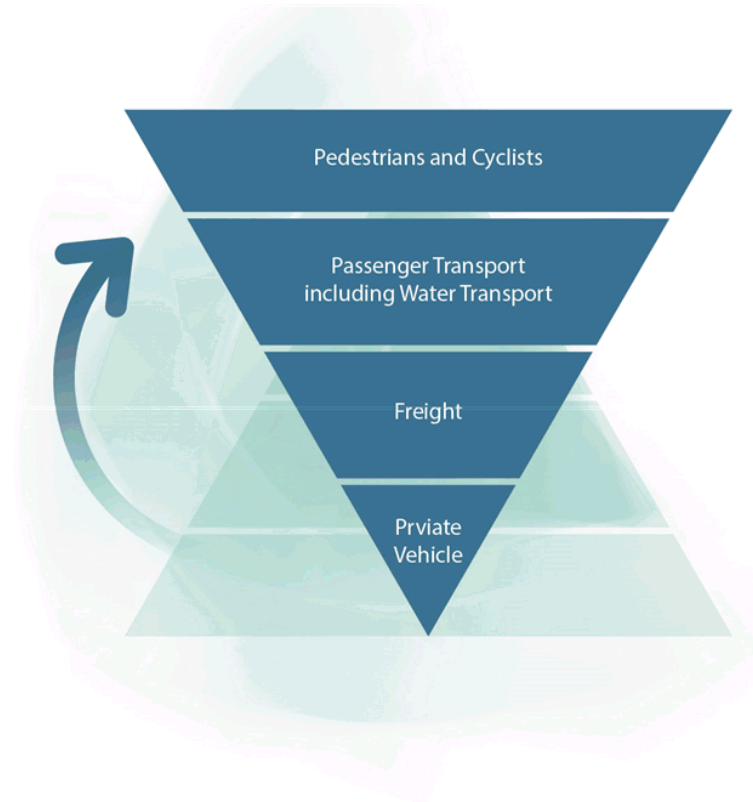 Pedestrians and Cyclists
Passenger Transport
including Water Transport
Freight
Prviate
Vehicle